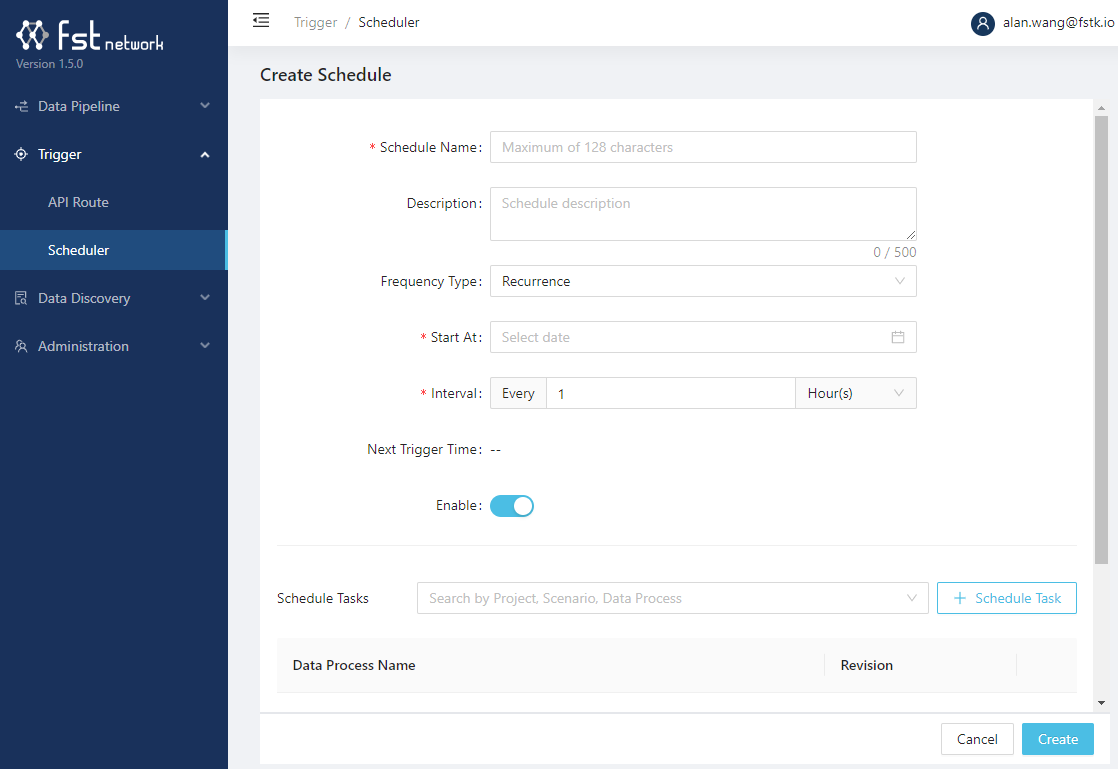 fst network
Version 1.5.0
Data Pipeline
Trigger
API Route
Scheduler
Data Discovery
Administration
Trigger / Scheduler
alan.wang@fstk.io
Create Schedule
* Schedule Name: Maximum of 128 characters
Description: Schedule description
0 / 500
Frequency Type: Recurrence
* Start At: Select date
* Interval: Every 1 Hour(s)
Next Trigger Time: --
Enable:
Schedule Tasks Search by Project, Scenario, Data Process + Schedule Task
Data Process Name Revision
Cancel Create